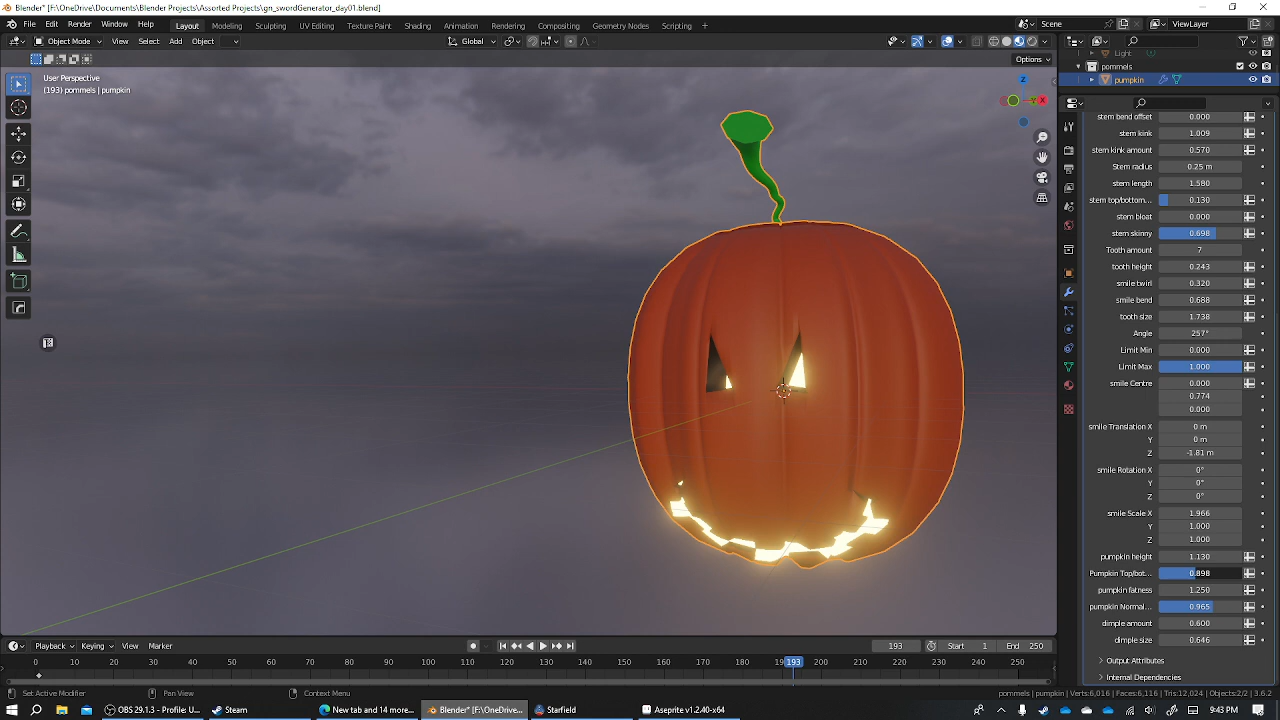 Blender* [F:\OneDrive\Documents\Blender Projects\Assorted Projects\gn_swordGenerator_day01.blend]
File Edit Render Window Help Layout Modeling Sculpting UV Editing Texture Paint Shading Animation Rendering Compositing Geometry Nodes Scripting + Scene ViewLayer
Object Mode View Select Add Object Global
Options
User Perspective
(193) pommels | pumpkin
Z
Y X
Light
pommels
pumpkin
stem bend offset 0.000
stem kink 1.009
stem kink amount 0.570
Stem radius 0.25 m
stem length 1.580
stem top/bottom... 0.130
stem bloat 0.000
stem skinny 0.698
Tooth amount 7
tooth height 0.243
smile twirl 0.320
smile bend 0.688
tooth size 1.738
Angle 257°
Limit Min 0.000
Limit Max 1.000
smile Centre 0.000
0.774
0.000
smile Translation X 0 m
Y 0 m
Z -1.81 m
smile Rotation X 0°
Y 0°
Z 0°
smile Scale X 1.966
Y 1.000
Z 1.000
pumpkin height 1.130
Pumpkin Top/bot... 0.898
pumpkin fatness 1.250
pumpkin Normal... 0.965
dimple amount 0.600
dimple size 0.646
Output Attributes
Internal Dependencies
Playback Keying View Marker 193 Start 1 End 250
0 10 20 30 40 50 60 70 80 90 100 110 120 130 140 150 160 170 180 193 200 210 220 230 240 250
Set Active Modifier Pan View Context Menu pommels | pumpkin | Verts:6,016 | Faces:6,116 | Tris:12,024 | Objects:2/2 | 3.6.2
OBS 29.1.3 - Profile: U... Steam New tab and 14 more... Blender* [F:\OneDrive... Starfield Aseprite v1.2.40-x64 9:43 PM